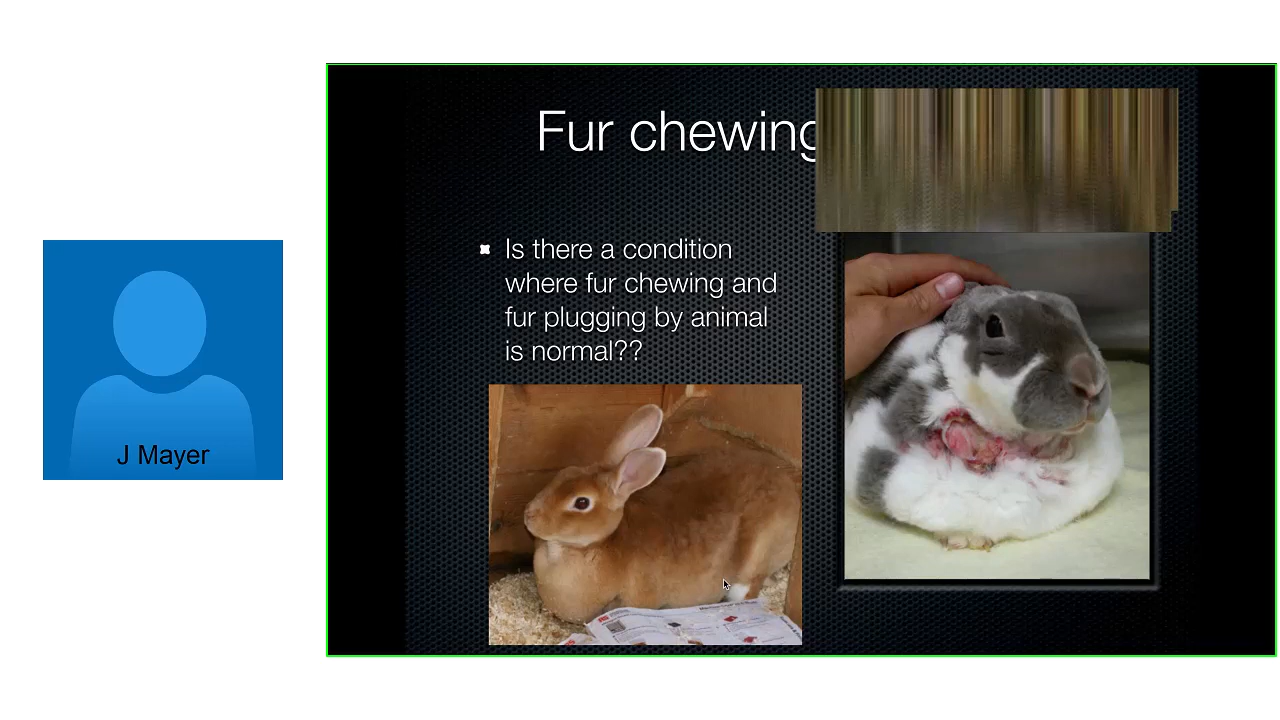 Fur chewing
Is there a condition
where fur chewing and
fur plugging by animal
is normal??
J Mayer